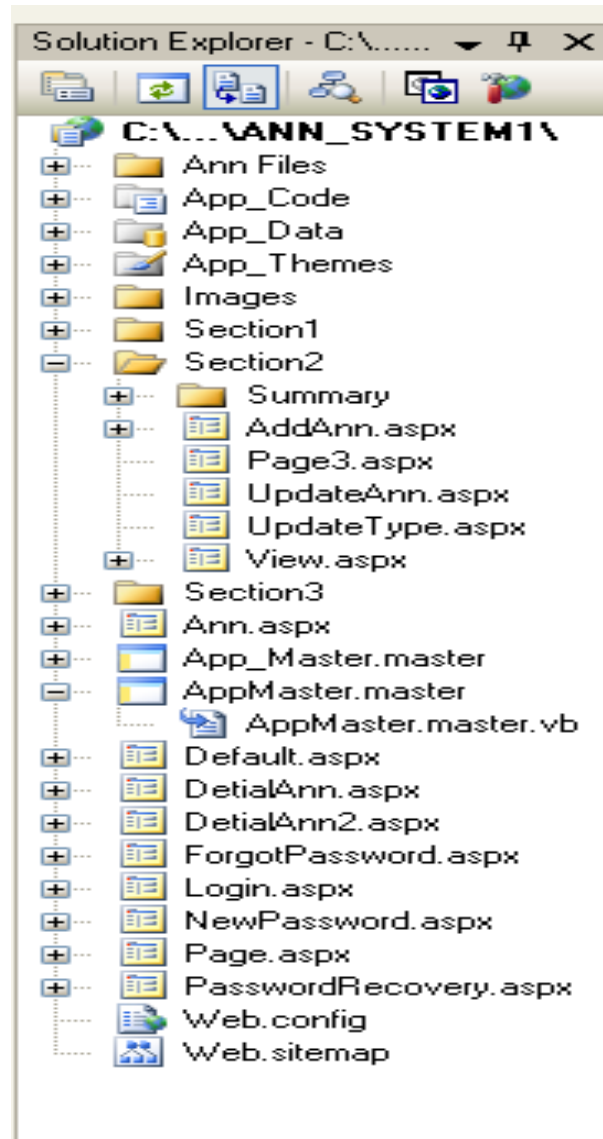 Solution Explorer - C:\......
C:\...\ANN_SYSTEM1\
Ann Files
App_Code
App_Data
App_Themes
Images
Section1
Section2
Summary
AddAnn.aspx
Page3.aspx
UpdateAnn.aspx
UpdateType.aspx
View.aspx
Section3
Ann.aspx
App_Master.master
AppMaster.master
AppMaster.master.vb
Default.aspx
DetialAnn.aspx
DetialAnn2.aspx
ForgotPassword.aspx
Login.aspx
NewPassword.aspx
Page.aspx
PasswordRecovery.aspx
Web.config
Web.sitemap